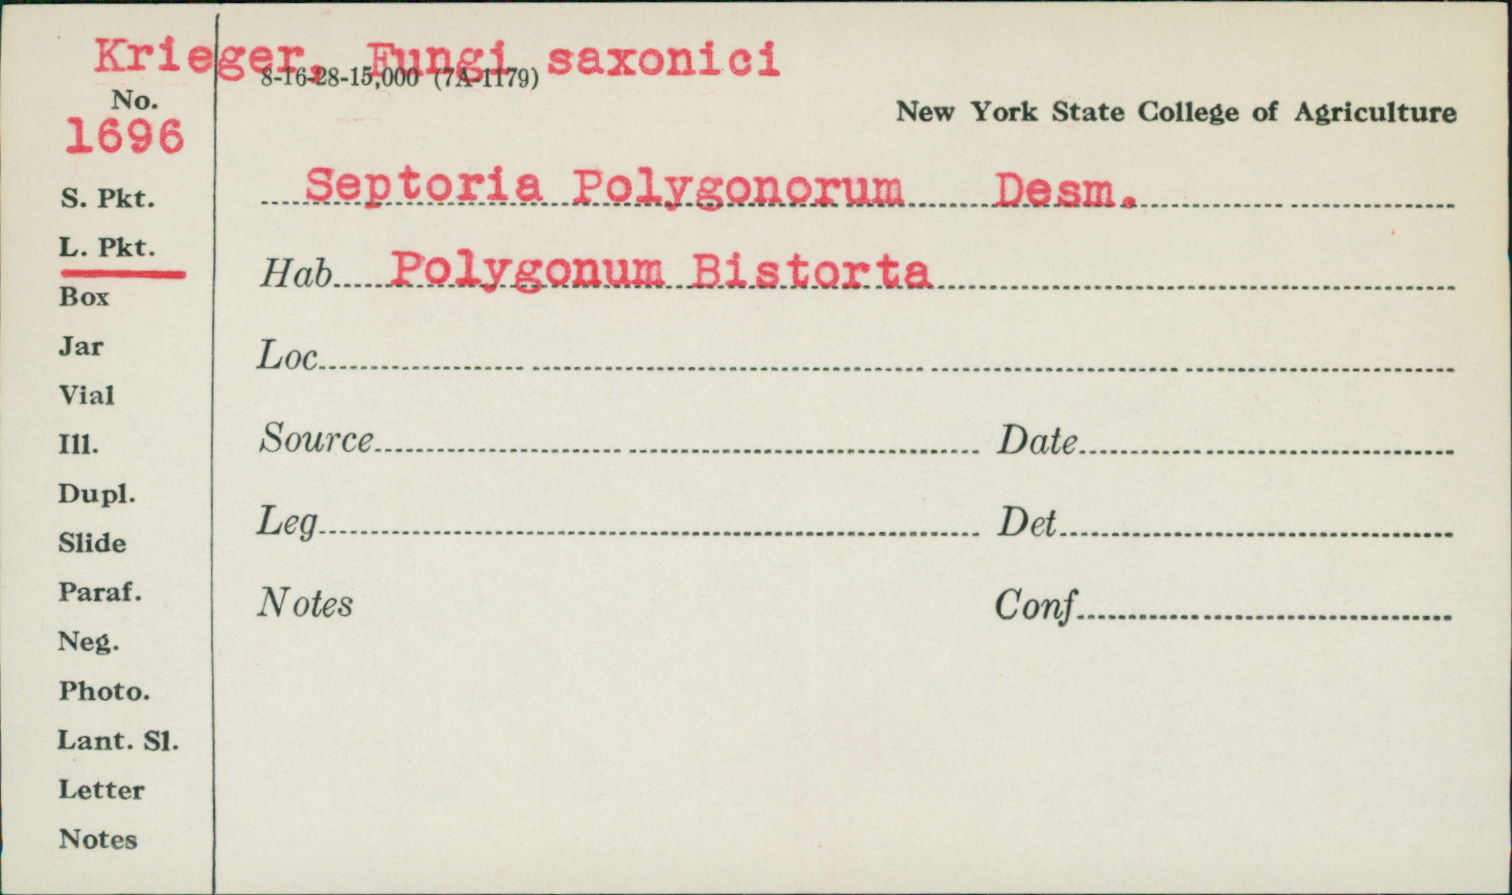 Krieger, Fungi saxonici
8-16-28-15,000 (7A-1179)
No.
1696
New York State College of Agriculture
Septoria Polygonorum Desm.
Hab Polygonum Bistorta
Loc
Source Date
Leg Det
Notes Conf
S. Pkt.
L. Pkt.
Box
Jar
Vial
Ill.
Dupl.
Slide
Paraf.
Neg.
Photo.
Lant. Sl.
Letter
Notes